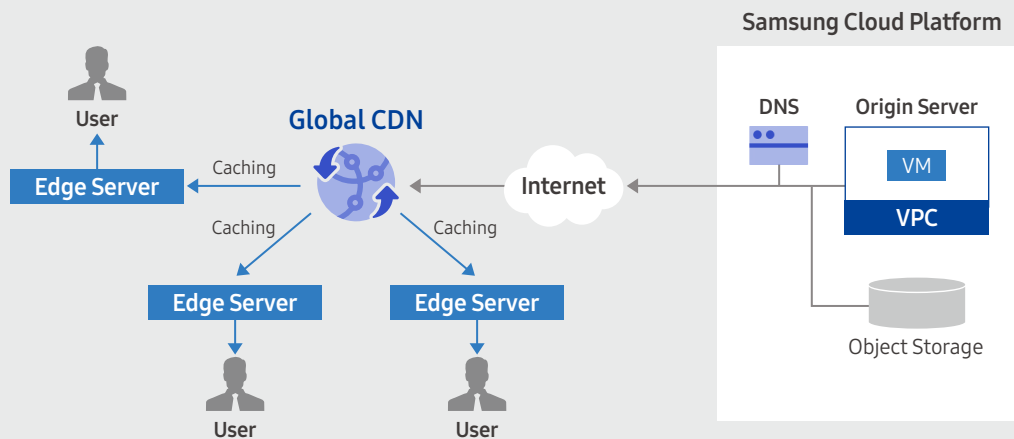 Samsung Cloud Platform
User
Global CDN
DNS
Origin Server
Edge Server
Caching
Internet
VM
VPC
Caching
Caching
Edge Server
Edge Server
Object Storage
User
User